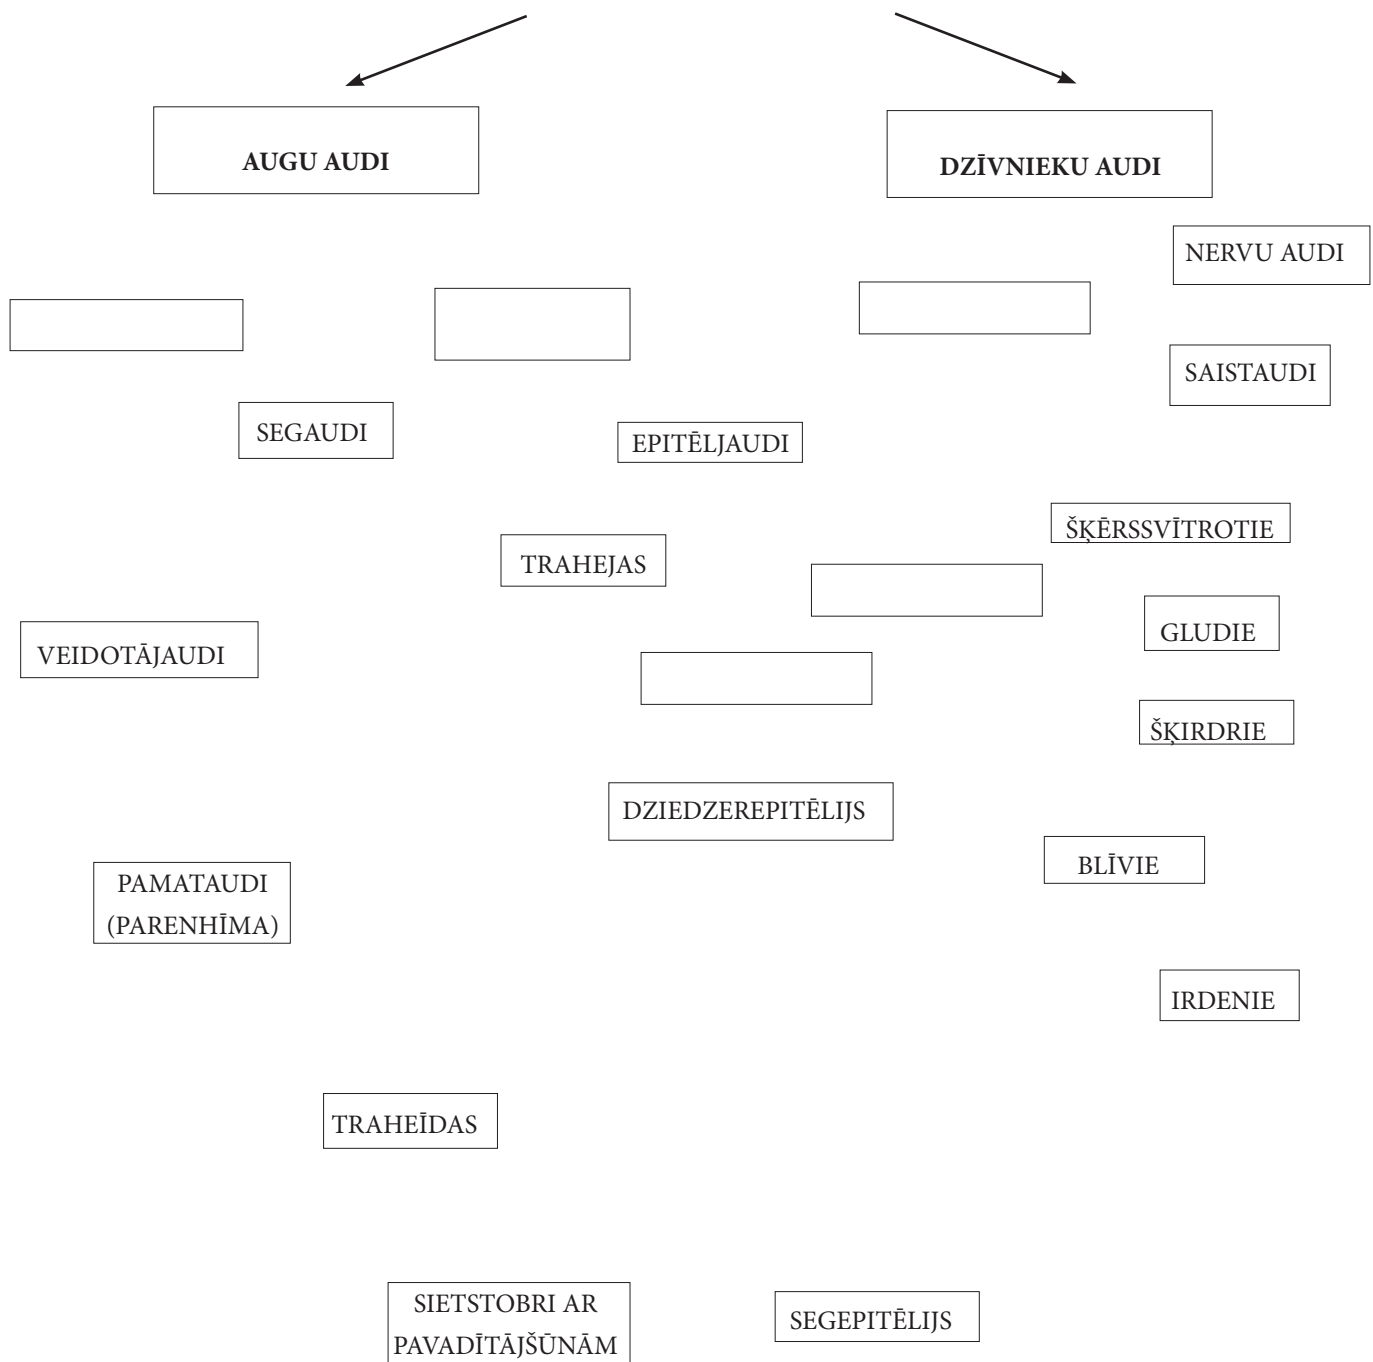 AUGU AUDI
DZĪVNIEKU AUDI
NERVU AUDI
SAISTAUDI
SEGAUDI
EPITĒLJAUDI
ŠĶĒRSSVĪTROTIE
TRAHEJAS
GLUDIE
VEIDOTĀJAUDI
ŠĶIRDRIE
DZIEDZEREPITĒLIJS
BLĪVIE
PAMATAUDI
(PARENHĪMA)
IRDENIE
TRAHEĪDAS
SIETSTOBRI AR
PAVADĪTĀJŠŪNĀM
SEGEPITĒLIJS